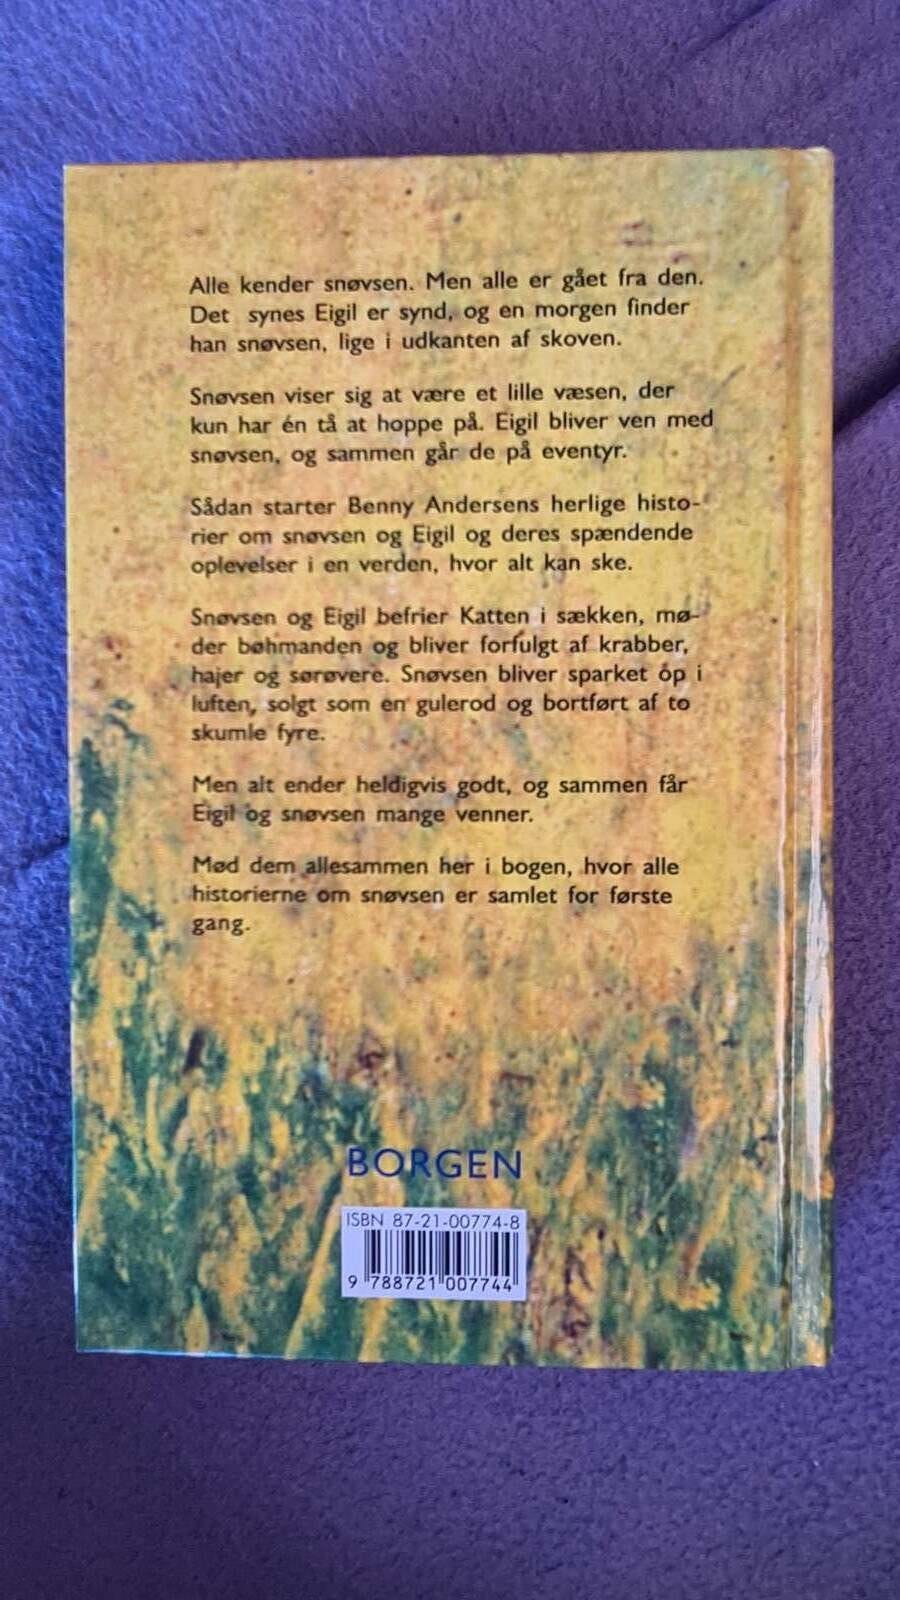 Alle kender snøvsen. Men alle er gået fra den.
Det synes Eigil er synd, og en morgen finder
han snøvsen, lige i udkanten af skoven.
Snøvsen viser sig at være et lille væsen, der
kun har én tå at hoppe på. Eigil bliver ven med
snøvsen, og sammen går de på eventyr.
Sådan starter Benny Andersens herlige histo-
rier om snøvsen og Eigil og deres spændende
oplevelser i en verden, hvor alt kan ske.
Snøvsen og Eigil befrier Katten i sækken, mø-
der bøhmanden og bliver forfulgt af krabber,
hajer og sørøvere. Snøvsen bliver sparket op i
luften, solgt som en gulerod og bortført af to
skumle fyre.
Men alt ender heldigvis godt, og sammen får
Eigil og snøvsen mange venner.
Mød dem allesammen her i bogen, hvor alle
historierne om snøvsen er samlet for første
gang.
BORGEN
ISBN 87-21-00774-8
9 788721 007744